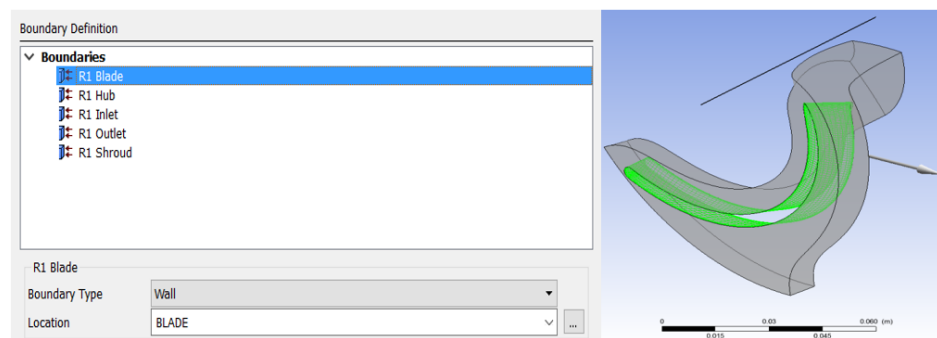 Boundary Definition
Boundaries
R1 Blade
R1 Hub
R1 Inlet
R1 Outlet
R1 Shroud
R1 Blade
Boundary Type Wall
Location BLADE ...
0 0.03 0.060 (m)
0.015 0.045